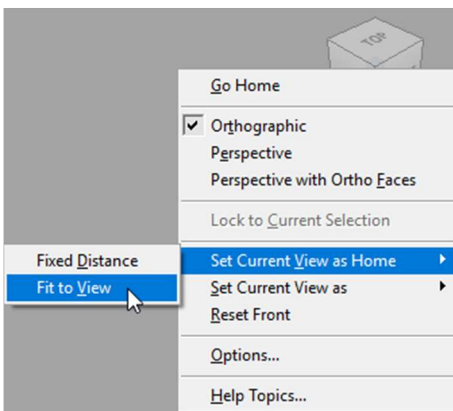 TOP
Go Home
Orthographic
Perspective
Perspective with Ortho Faces
Lock to Current Selection
Set Current View as Home
Fixed Distance
Fit to View
Set Current View as
Reset Front
Options...
Help Topics...